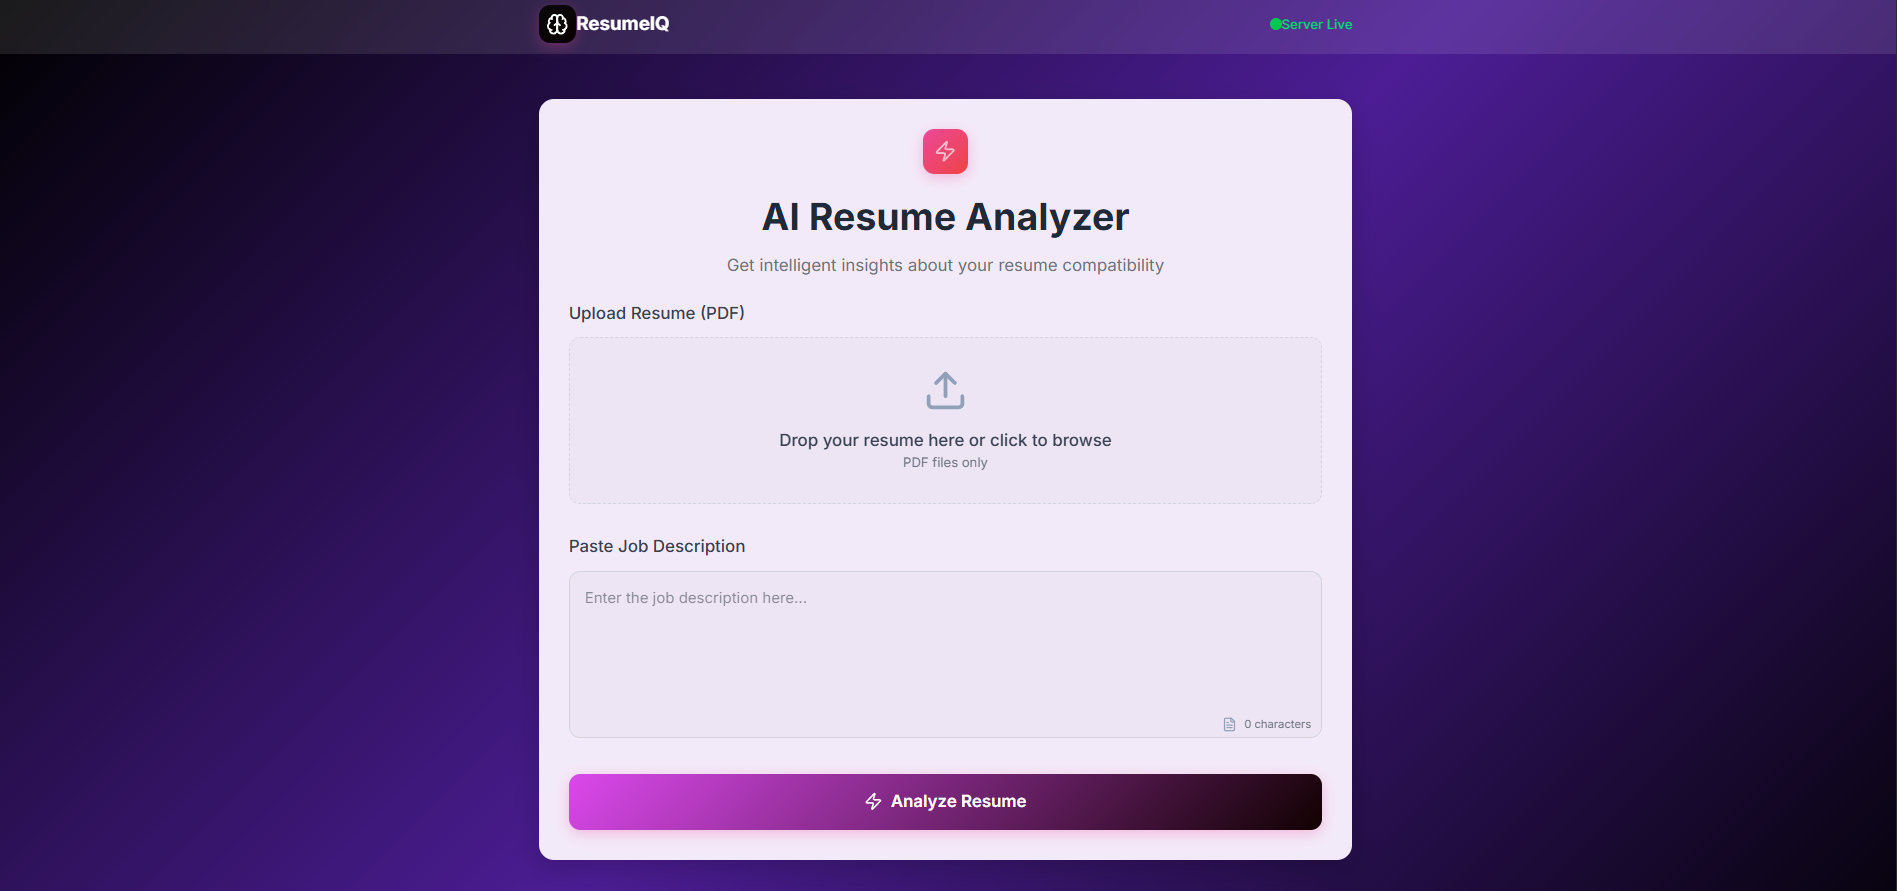 ResumeIQ
Server Live
AI Resume Analyzer
Get intelligent insights about your resume compatibility
Upload Resume (PDF)
Drop your resume here or click to browse
PDF files only
Paste Job Description
Enter the job description here...
0 characters
Analyze Resume